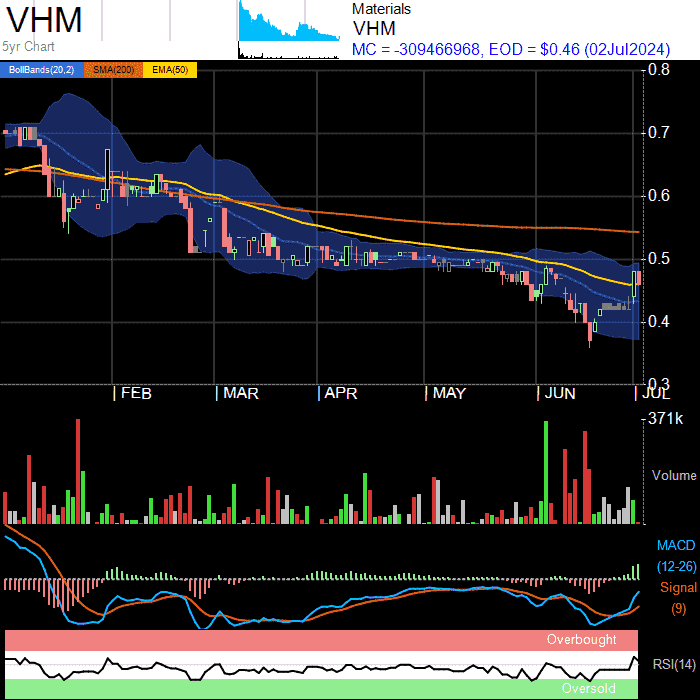 VHM
5yr Chart
Materials
VHM
MC = -309466968, EOD = $0.46 (02Jul2024)
BollBands(20,2) SMA(200) EMA(50)
0.8
0.7
0.6
0.5
0.4
0.3
FEB MAR APR MAY JUN JUL
371k
Volume
MACD
(12-26)
Signal
(9)
Overbought
RSI(14)
Oversold